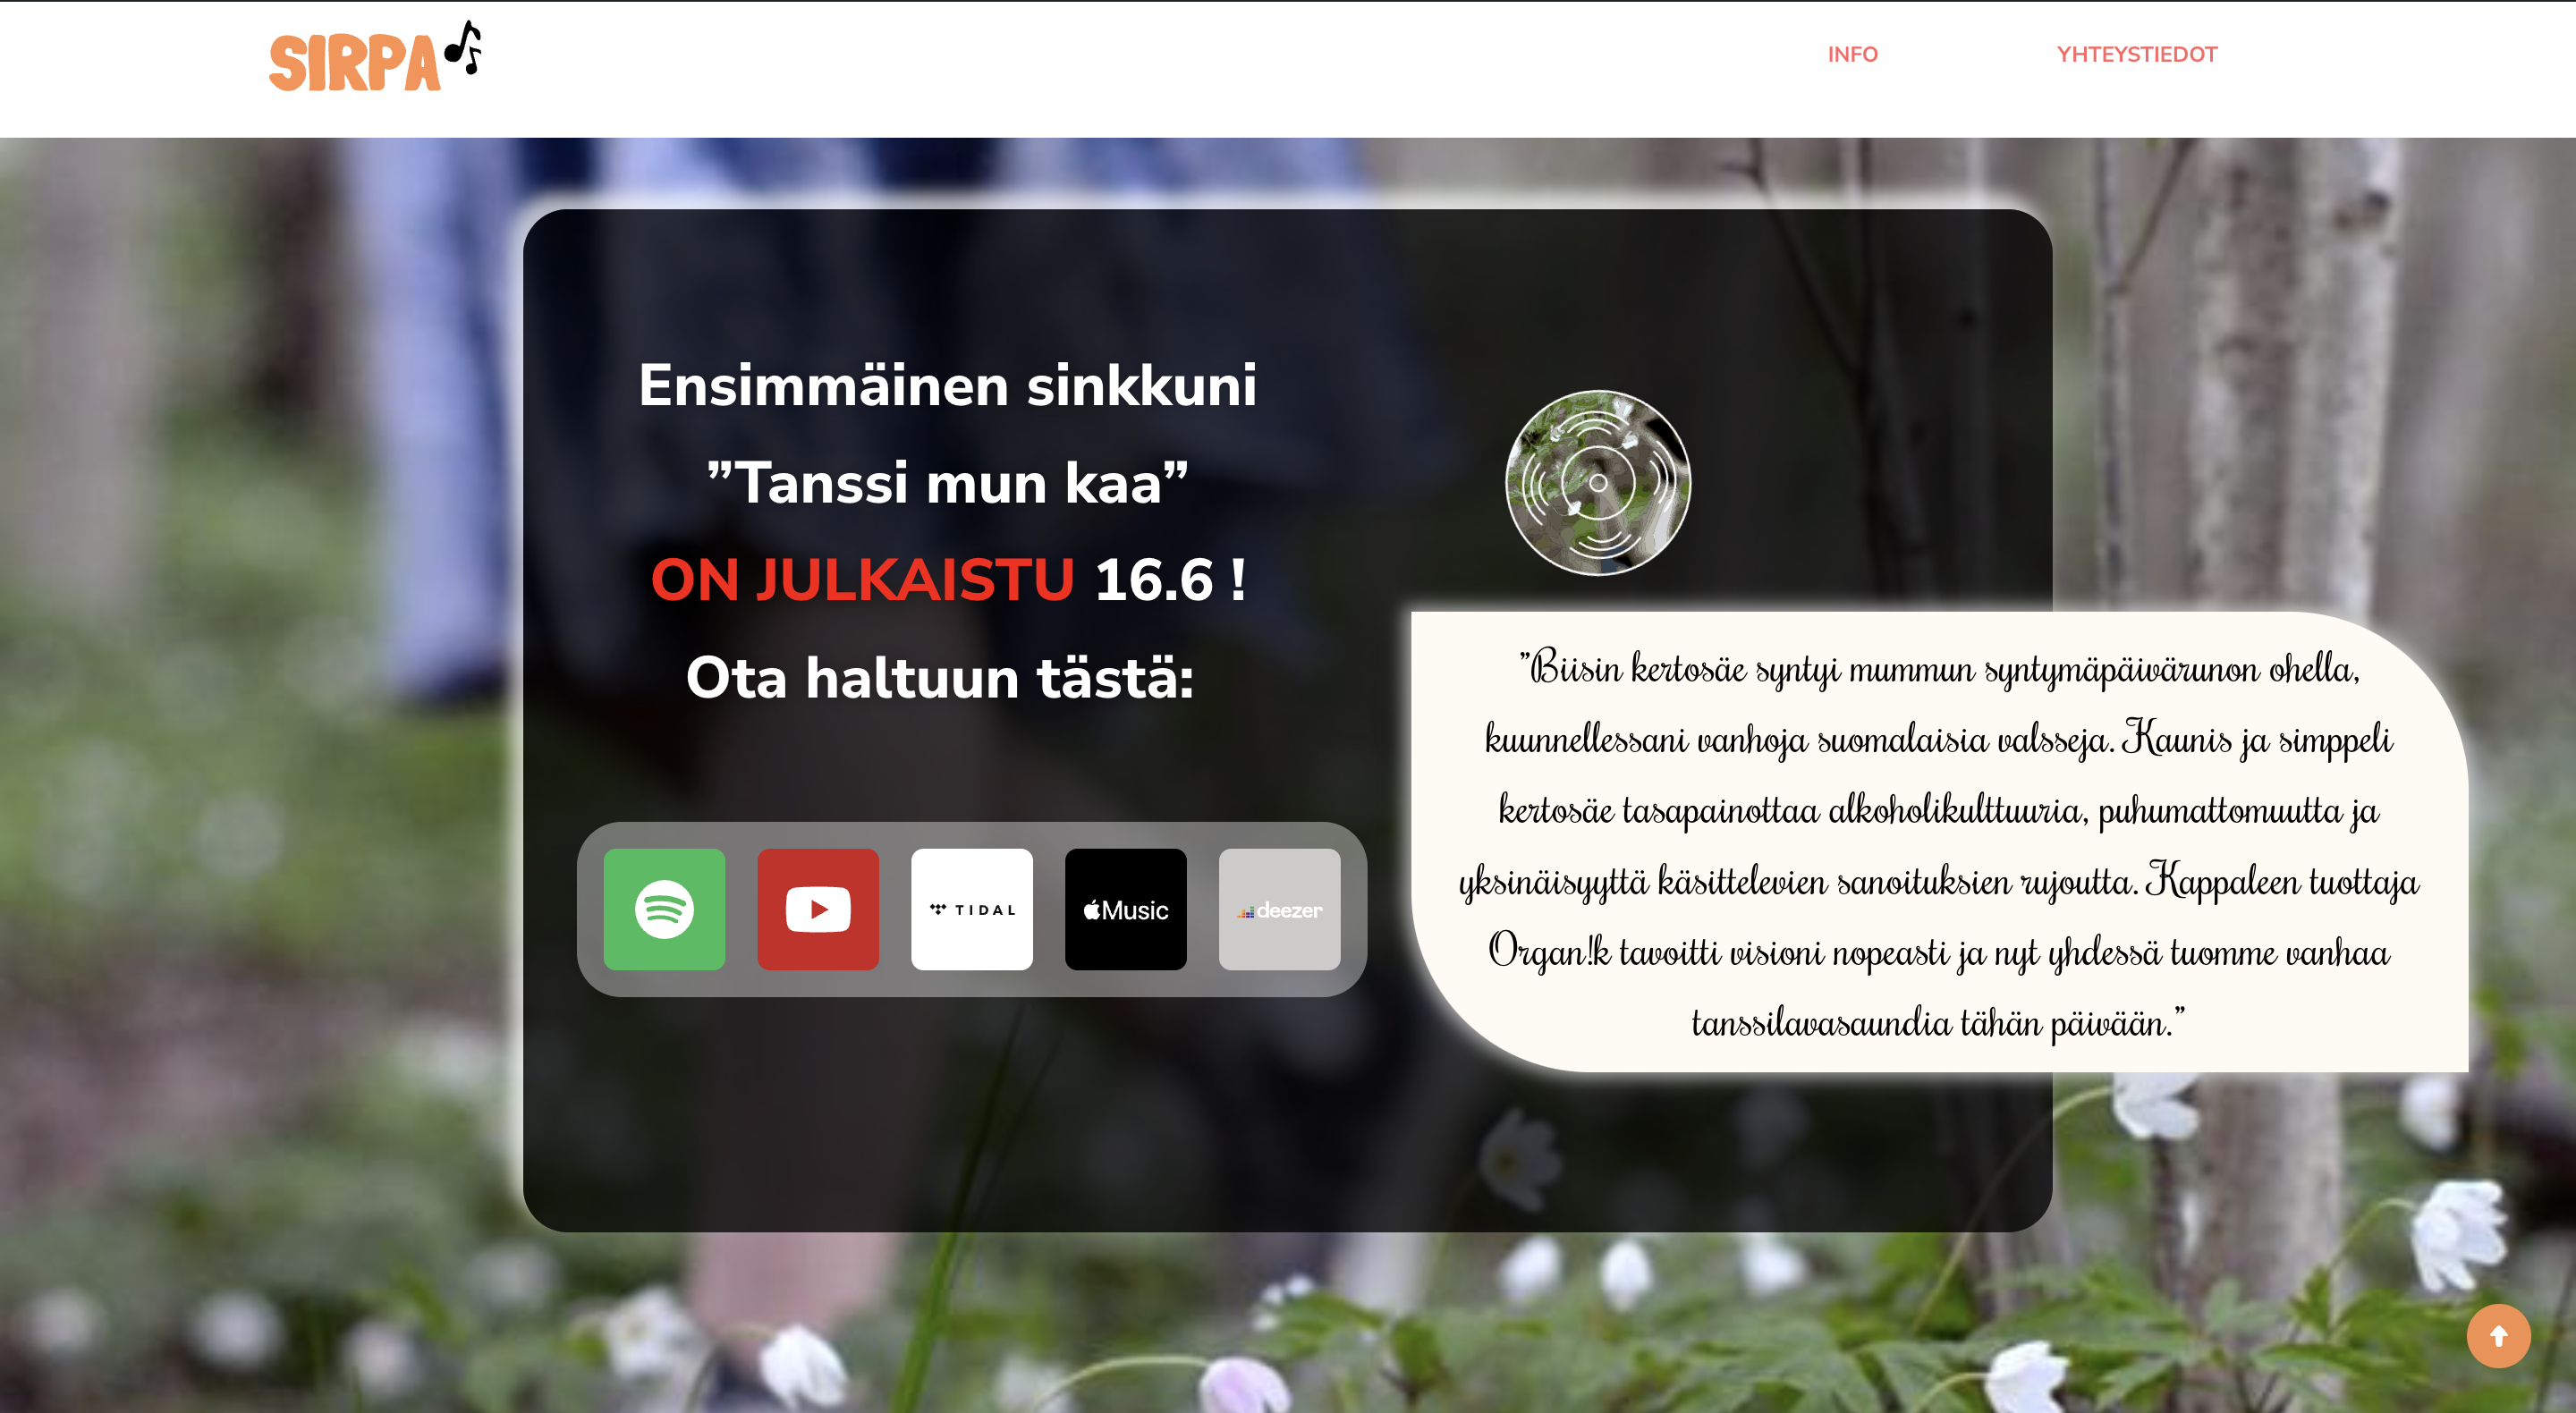 SIRPA
INFO
YHTEYSTIEDOT
Ensimmäinen sinkkuni
”Tanssi mun kaa”
ON JULKAISTU 16.6 !
Ota haltuun tästä:
TIDAL
Music
deezer
”Biisin kertosäe syntyi mummun syntymäpäivärunon ohella,
kuunnellessani vanhoja suomalaisia valsseja. Kaunis ja simppeli
kertosäe tasapainottaa alkoholikulttuuria, puhumattomuutta ja
yksinäisyyttä käsittelevien sanoituksien rujoutta. Kappaleen tuottaja
Organ!k tavoitti visioni nopeasti ja nyt yhdessä tuomme vanhaa
tanssilavasaundia tähän päivään.”